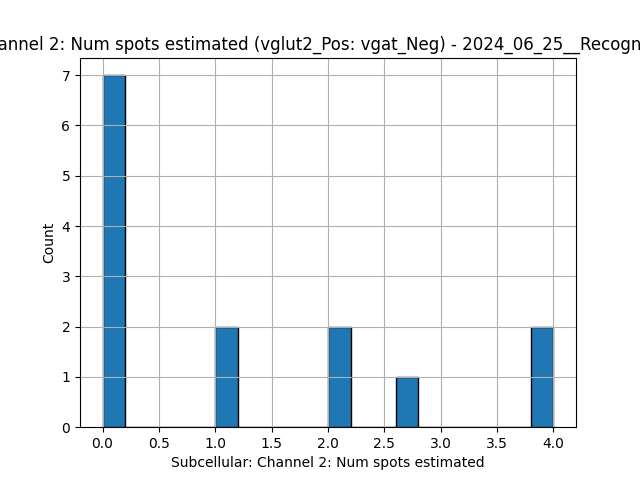 annel 2: Num spots estimated (vglut2_Pos: vgat_Neg) - 2024_06_25__Recogn
7
6
5
4
3
2
1
0
Count
0.0 0.5 1.0 1.5 2.0 2.5 3.0 3.5 4.0
Subcellular: Channel 2: Num spots estimated